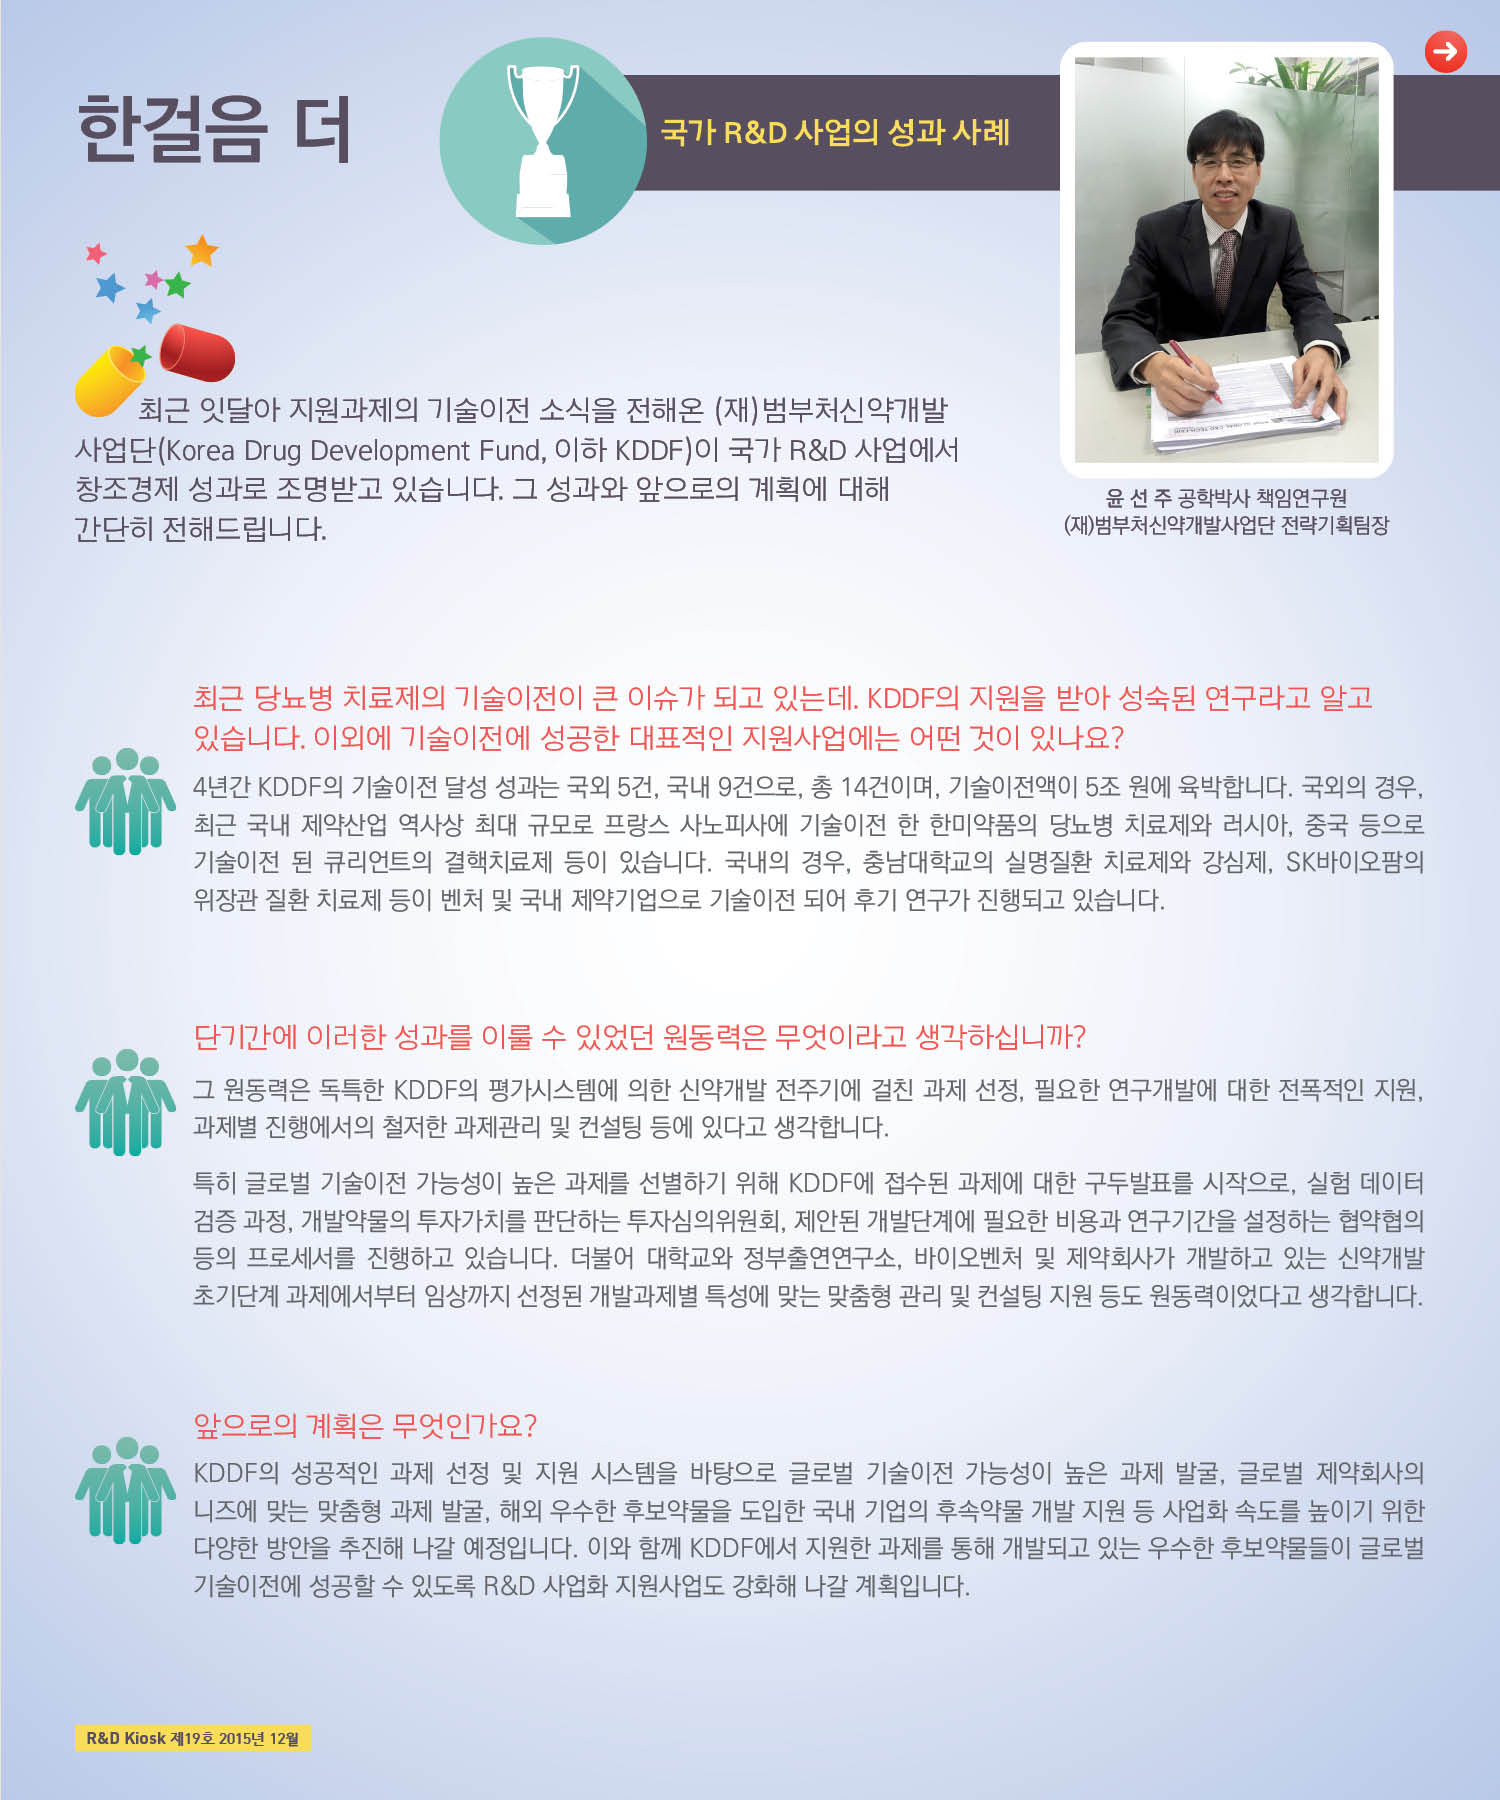 한걸음 더
국가 R&D 사업의 성과 사례
최근 잇달아 지원과제의 기술이전 소식을 전해온 (재)범부처신약개발
사업단(Korea Drug Development Fund, 이하 KDDF)이 국가 R&D 사업에서
창조경제 성과로 조명받고 있습니다. 그 성과와 앞으로의 계획에 대해
간단히 전해드립니다.
윤 선 주 공학박사 책임연구원
(재)범부처신약개발사업단 전략기획팀장
최근 당뇨병 치료제의 기술이전이 큰 이슈가 되고 있는데. KDDF의 지원을 받아 성숙된 연구라고 알고
있습니다. 이외에 기술이전에 성공한 대표적인 지원사업에는 어떤 것이 있나요?
4년간 KDDF의 기술이전 달성 성과는 국외 5건, 국내 9건으로, 총 14건이며, 기술이전액이 5조 원에 육박합니다. 국외의 경우,
최근 국내 제약산업 역사상 최대 규모로 프랑스 사노피사에 기술이전 한 한미약품의 당뇨병 치료제와 러시아, 중국 등으로
기술이전 된 큐리언트의 결핵치료제 등이 있습니다. 국내의 경우, 충남대학교의 실명질환 치료제와 강심제, SK바이오팜의
위장관 질환 치료제 등이 벤처 및 국내 제약기업으로 기술이전 되어 후기 연구가 진행되고 있습니다.
단기간에 이러한 성과를 이룰 수 있었던 원동력은 무엇이라고 생각하십니까?
그 원동력은 독특한 KDDF의 평가시스템에 의한 신약개발 전주기에 걸친 과제 선정, 필요한 연구개발에 대한 전폭적인 지원,
과제별 진행에서의 철저한 과제관리 및 컨설팅 등에 있다고 생각합니다.
특히 글로벌 기술이전 가능성이 높은 과제를 선별하기 위해 KDDF에 접수된 과제에 대한 구두발표를 시작으로, 실험 데이터
검증 과정, 개발약물의 투자가치를 판단하는 투자심의위원회, 제안된 개발단계에 필요한 비용과 연구기간을 설정하는 협약협의
등의 프로세서를 진행하고 있습니다. 더불어 대학교와 정부출연연구소, 바이오벤처 및 제약회사가 개발하고 있는 신약개발
초기단계 과제에서부터 임상까지 선정된 개발과제별 특성에 맞는 맞춤형 관리 및 컨설팅 지원 등도 원동력이었다고 생각합니다.
앞으로의 계획은 무엇인가요?
KDDF의 성공적인 과제 선정 및 지원 시스템을 바탕으로 글로벌 기술이전 가능성이 높은 과제 발굴, 글로벌 제약회사의
니즈에 맞는 맞춤형 과제 발굴, 해외 우수한 후보약물을 도입한 국내 기업의 후속약물 개발 지원 등 사업화 속도를 높이기 위한
다양한 방안을 추진해 나갈 예정입니다. 이와 함께 KDDF에서 지원한 과제를 통해 개발되고 있는 우수한 후보약물들이 글로벌
기술이전에 성공할 수 있도록 R&D 사업화 지원사업도 강화해 나갈 계획입니다.
R&D Kiosk 제19호 2015년 12월